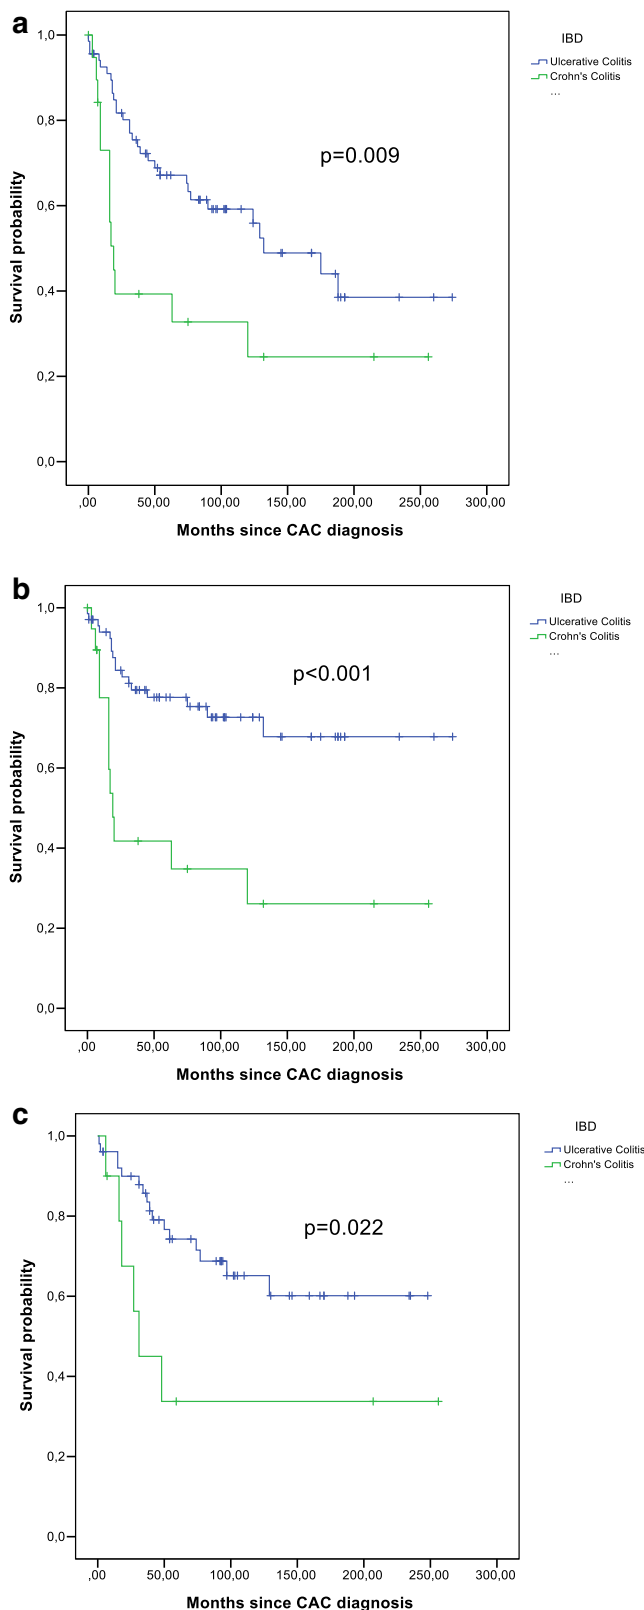 a
IBD
Ulcerative Colitis
Crohn's Colitis
...
p=0.009
Survival probability
1,0
0,8
0,6
0,4
0,2
0,0
,00 50,00 100,00 150,00 200,00 250,00 300,00
Months since CAC diagnosis
b
IBD
Ulcerative Colitis
Crohn's Colitis
...
p<0.001
Survival probability
1,0
0,8
0,6
0,4
0,2
0,0
,00 50,00 100,00 150,00 200,00 250,00 300,00
Months since CAC diagnosis
c
IBD
Ulcerative Colitis
Crohn's Colitis
...
p=0.022
Survival probability
1,0
0,8
0,6
0,4
0,2
0,0
,00 50,00 100,00 150,00 200,00 250,00 300,00
Months since CAC diagnosis